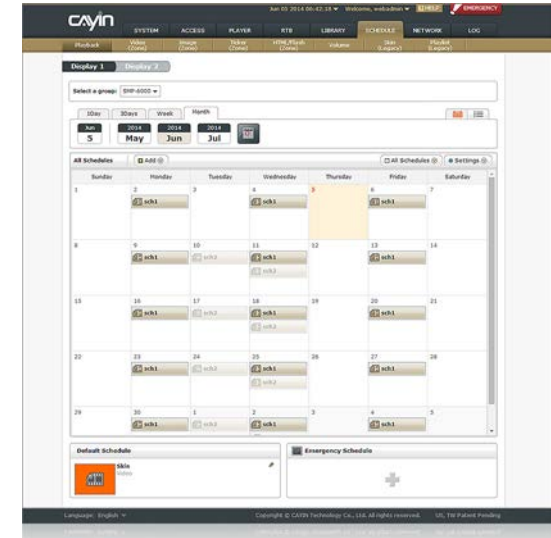 Jun 05 2014 06:42:18 Welcome, webadmin HELP EMERGENCY
CAYIN
SYSTEM ACCESS PLAYER RTB LIBRARY SCHEDULE NETWORK LOG
Playback Video (Zone) Image (Zone) Ticker (Zone) HTML/Flash (Zone) Volume Skin (Legacy) Playlist (Legacy)
Display 1 Display 2
Select a group: SMP-6000
1Day 3Days Week Month
Jun 2014 2014 2014
5 May Jun Jul
All Schedules Add All Schedules Settings
Sunday Monday Tuesday Wednesday Thursday Friday Saturday
1 2 3 4 5 6 7
sch1 sch1 sch1
8 9 10 11 12 13 14
sch1 sch2 sch1 sch1
sch2
15 16 17 18 19 20 21
sch1 sch2 sch1 sch1
sch2
22 23 24 25 26 27 28
sch1 sch2 sch1 sch1
sch2
29 30 1 2 3 4 5
sch1 sch2 sch1 sch1
Default Schedule Emergency Schedule
Skin
Video
Language: English Copyright © CAYIN Technology Co., Ltd. All rights reserved. US, TW Patent Pending